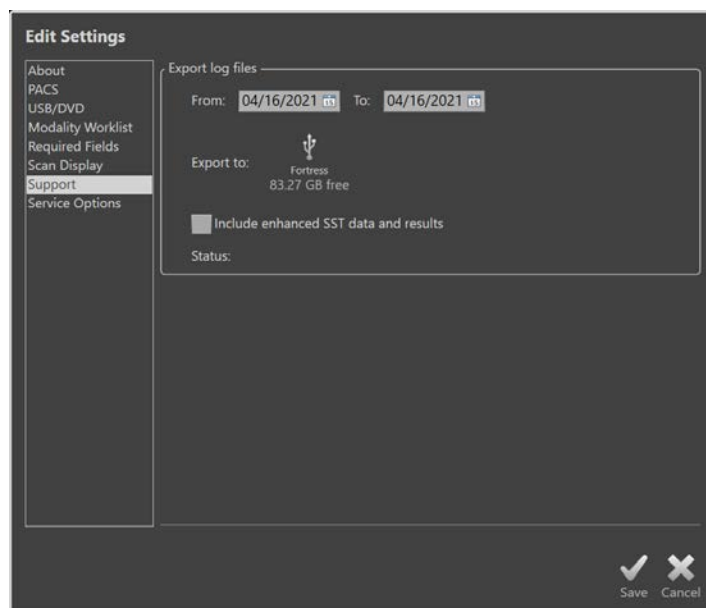 Edit Settings
About
PACS
USB/DVD
Modality Worklist
Required Fields
Scan Display
Support
Service Options
Export log files
From: 04/16/2021 15 To: 04/16/2021 15
Export to:
Fortress
83.27 GB free
Include enhanced SST data and results
Status:
Save Cancel